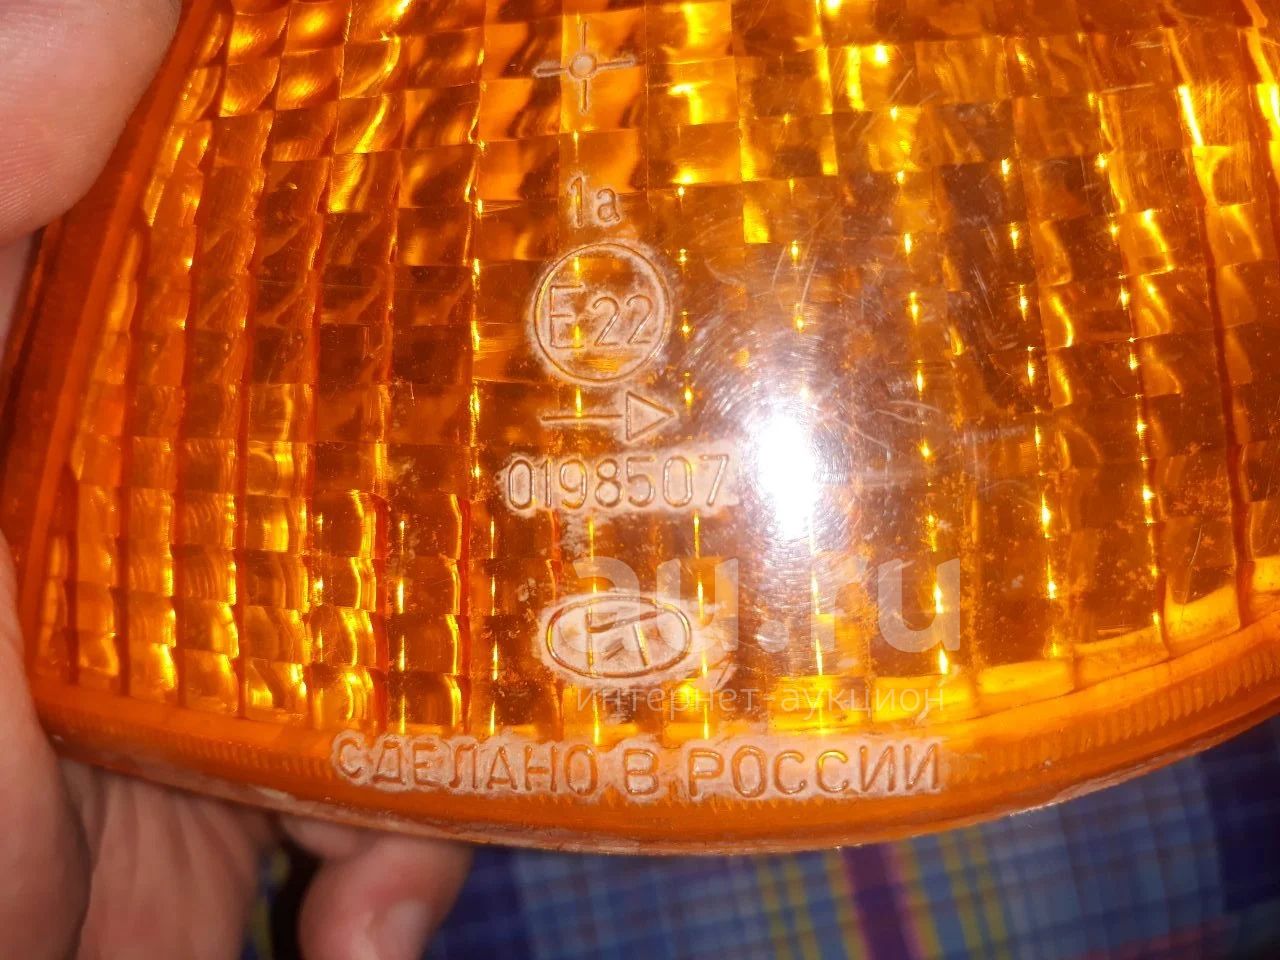 1a
E22
0198507
au.ru
интернет-аукцион
СДЕЛАНО В РОССИИ